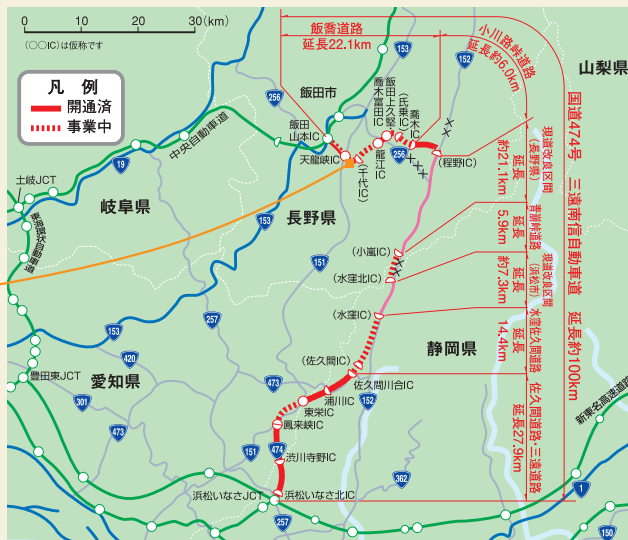 0 10 20 30(km)
(○○IC)は仮称です
凡 例
開通済
事業中
飯喬道路
延長22.1km
小川路峠道路
延長約6.0km
山梨県
国道474号 三遠南信自動車道 延長約100km
現道改良区間
(長野県)
延長
約21.1km
青崩峠道路
延長
5.9km
現道改良区間
(浜松市)
延長
約7.3km
水窪佐久間道路
延長
14.4km
佐久間道路・三遠道路
延長27.9km
153
152
256
飯田市
飯田
山本IC
天龍峡IC
(千代IC)
龍江IC
飯田上久堅・
喬木富田IC
(氏乗IC)
喬木IC
256
(程野IC)
中央自動車道
19
土岐JCT
東海環状自動車道
岐阜県
長野県
153
151
(小嵐IC)
(水窪北IC)
(水窪IC)
静岡県
257
153
420
豊田東JCT
愛知県
301
473
473
(佐久間IC)
佐久間川合IC
152
浦川IC
東栄IC
鳳来峡IC
151
474
渋川寺野IC
362
浜松いなさJCT
浜松いなさ北IC
257
新東名高速道路
1
150